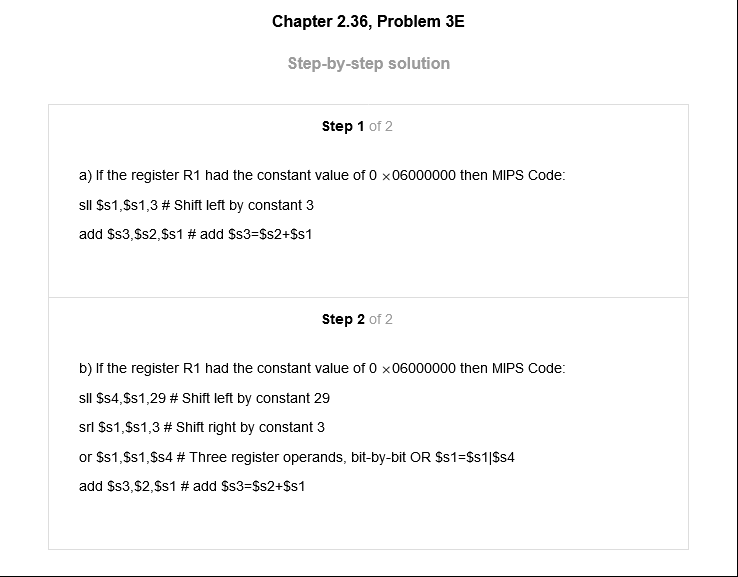 Chapter 2.36, Problem 3E
Step-by-step solution
Step 1 of 2
a) If the register R1 had the constant value of 0 ×06000000 then MIPS Code:
sll $s1,$s1,3 # Shift left by constant 3
add $s3,$s2,$s1 # add $s3=$s2+$s1
Step 2 of 2
b) If the register R1 had the constant value of 0 ×06000000 then MIPS Code:
sll $s4,$s1,29 # Shift left by constant 29
srl $s1,$s1,3 # Shift right by constant 3
or $s1,$s1,$s4 # Three register operands, bit-by-bit OR $s1=$s1|$s4
add $s3,$2,$s1 # add $s3=$s2+$s1